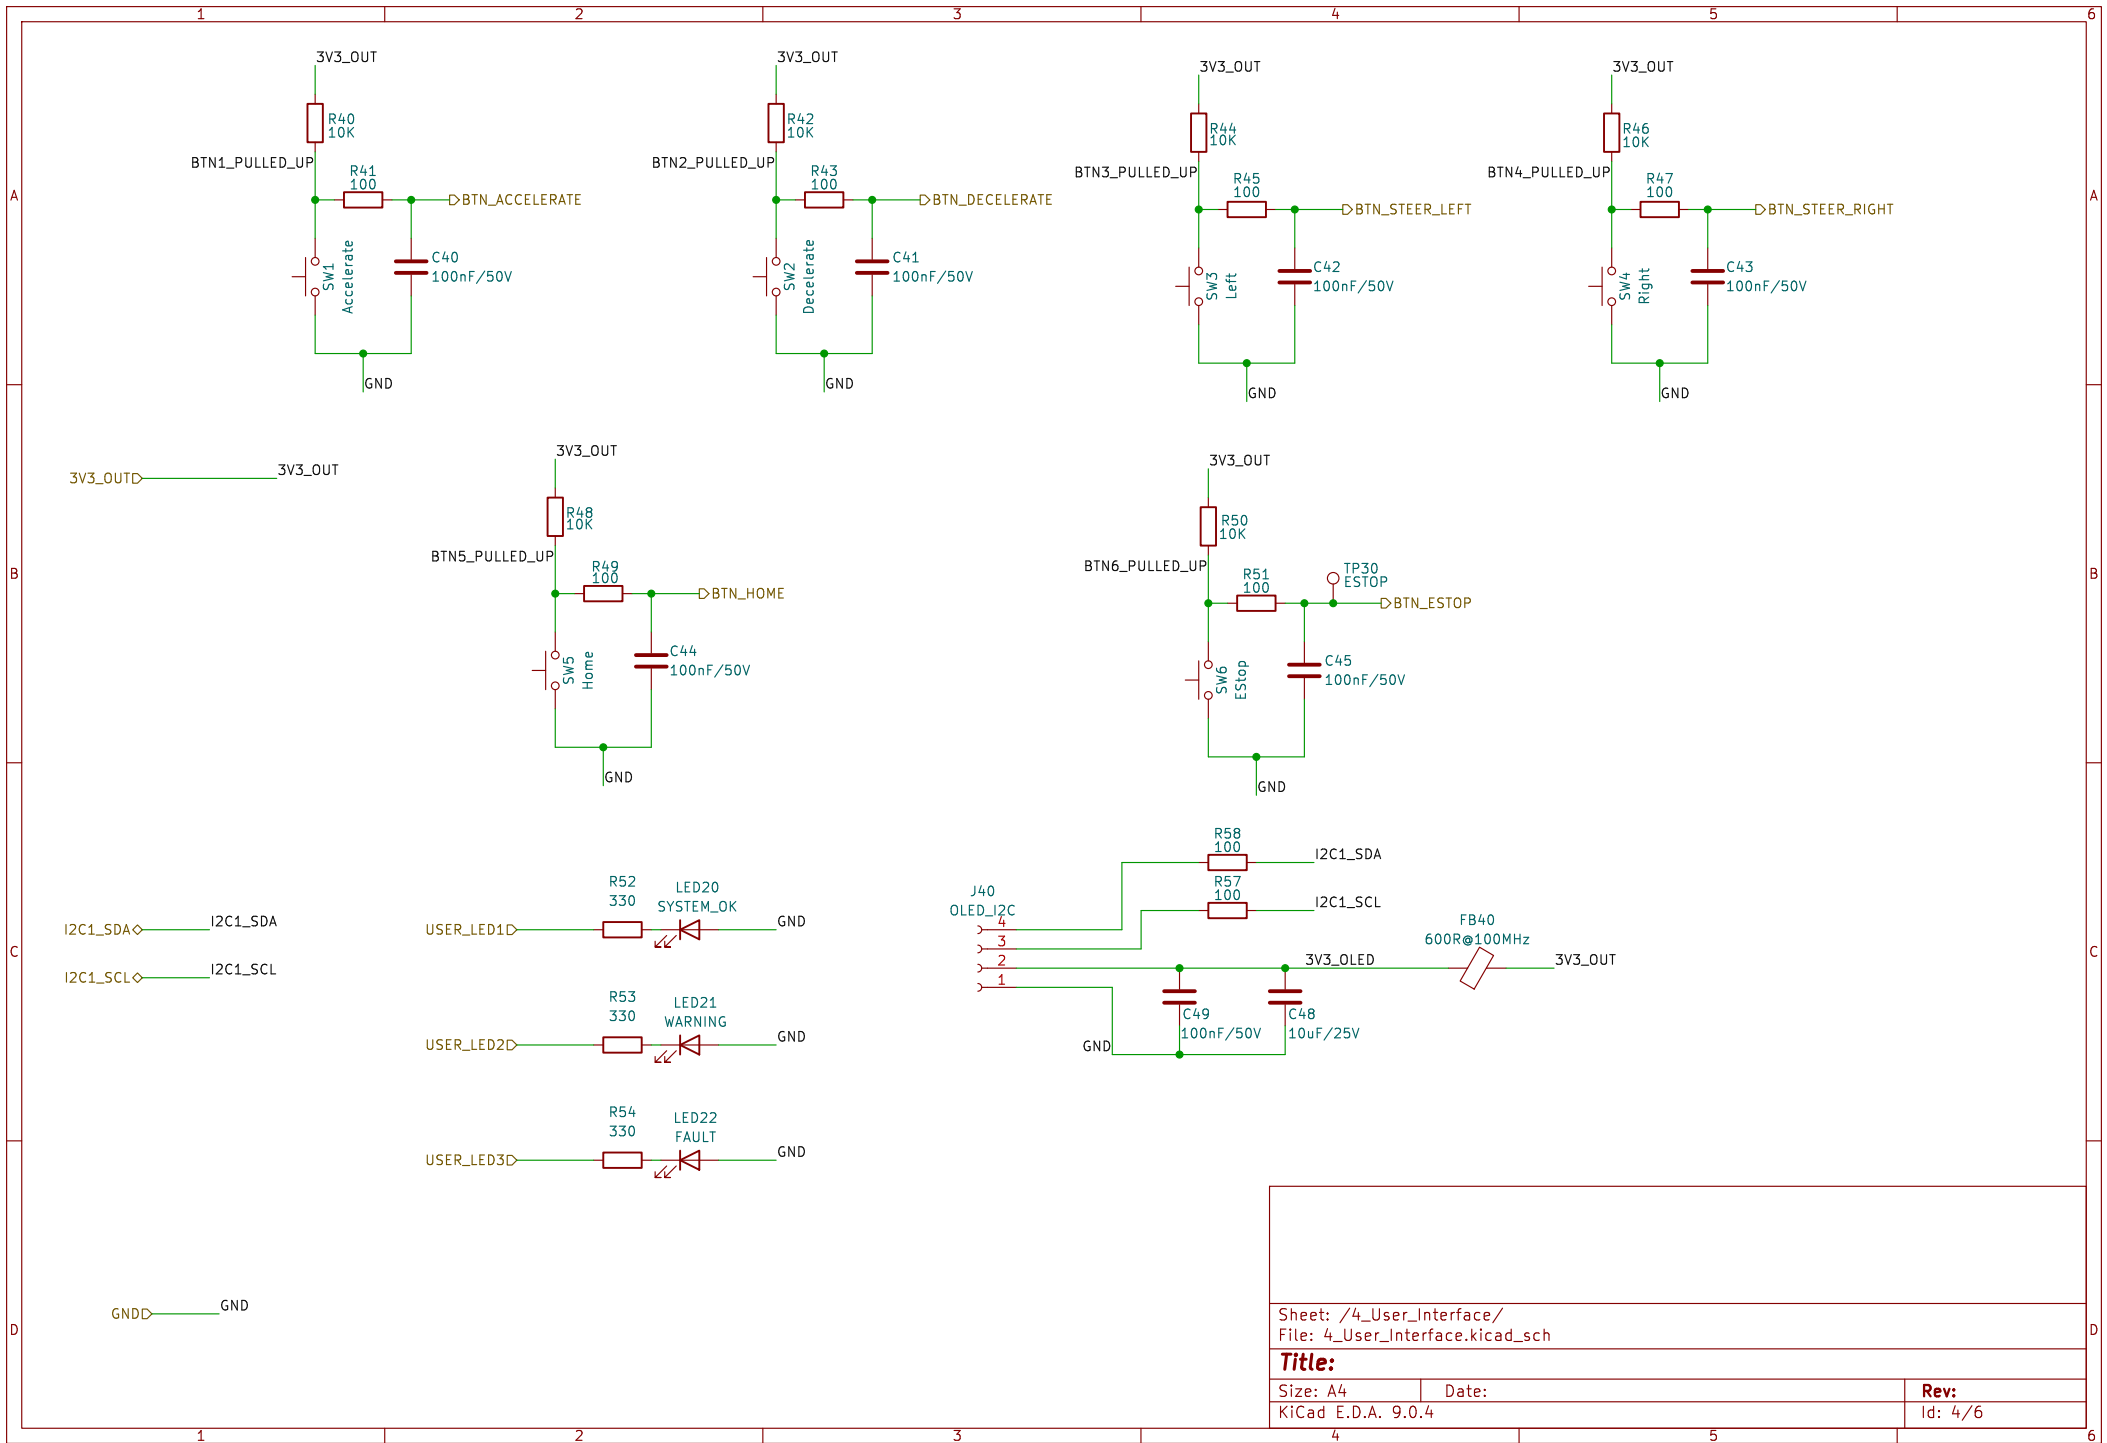 1 2 3 4 5 6
A
A
3V3_OUT
R40
10K
BTN1_PULLED_UP
R41
100
BTN_ACCELERATE
SW1
Accelerate
C40
100nF/50V
GND
3V3_OUT
R42
10K
BTN2_PULLED_UP
R43
100
BTN_DECELERATE
SW2
Decelerate
C41
100nF/50V
GND
3V3_OUT
R44
10K
BTN3_PULLED_UP
R45
100
BTN_STEER_LEFT
SW3
Left
C42
100nF/50V
GND
3V3_OUT
R46
10K
BTN4_PULLED_UP
R47
100
BTN_STEER_RIGHT
SW4
Right
C43
100nF/50V
GND
B
B
3V3_OUT
3V3_OUT
3V3_OUT
R48
10K
BTN5_PULLED_UP
R49
100
BTN_HOME
SW5
Home
C44
100nF/50V
GND
3V3_OUT
R50
10K
BTN6_PULLED_UP
R51
100
TP30
ESTOP
BTN_ESTOP
SW6
EStop
C45
100nF/50V
GND
C
C
I2C1_SDA
I2C1_SDA
I2C1_SCL
I2C1_SCL
USER_LED1
R52
330
LED20
SYSTEM_OK
GND
USER_LED2
R53
330
LED21
WARNING
GND
USER_LED3
R54
330
LED22
FAULT
GND
R58
100
I2C1_SDA
R57
100
I2C1_SCL
J40
OLED_I2C
4
3
2
1
3V3_OLED
FB40
600R@100MHz
3V3_OUT
C49
100nF/50V
C48
10uF/25V
GND
D
D
GND
GND
Sheet: /4_User_Interface/
File: 4_User_Interface.kicad_sch
Title:
Size: A4 Date: Rev:
KiCad E.D.A. 9.0.4 Id: 4/6
1 2 3 4 5 6